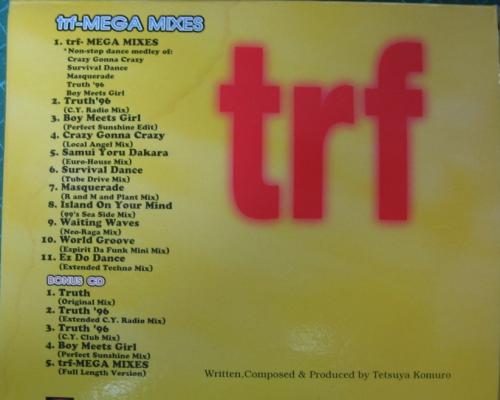 trf-MEGA MIXES
1. trf- MEGA MIXES
*Non-stop dance medley of:
Crazy Gonna Crazy
Survival Dance
Masquerade
Truth '96
Boy Meets Girl
2. Truth'96
(C.Y. Radio Mix)
3. Boy Meets Girl
(Perfect Sunshine Edit)
4. Crazy Gonna Crazy
(Local Angel Mix)
5. Samui Yoru Dakara
(Euro-House Mix)
6. Survival Dance
(Tube Drive Mix)
7. Masquerade
(R and M and Plant Mix)
8. Island On Your Mind
(99's Sea Side Mix)
9. Waiting Waves
(Neo-Raga Mix)
10. World Groove
(Espirit Da Funk Mini Mix)
11. Ez Do Dance
(Extended Techno Mix)
BONUS CD
1. Truth
(Original Mix)
2. Truth '96
(Extended C.Y. Radio Mix)
3. Truth '96
(C.Y. Club Mix)
4. Boy Meets Girl
(Perfect Sunshine Mix)
5. trf-MEGA MIXES
(Full Length Version)
trf
Written,Composed & Produced by Tetsuya Komuro